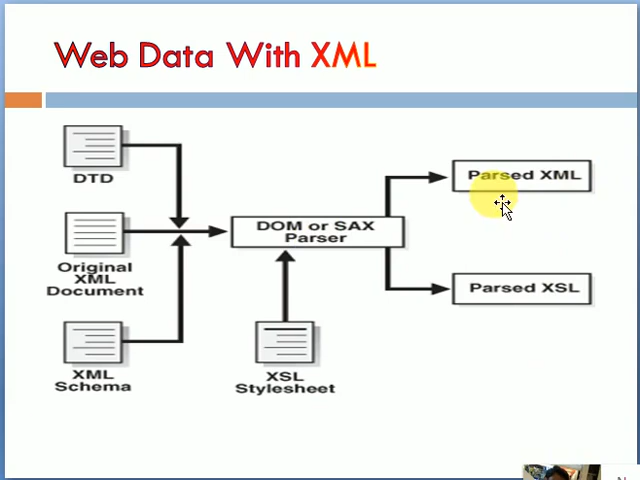 Web Data With XML
DTD
Original
XML
Document
XML
Schema
DOM or SAX
Parser
XSL
Stylesheet
Parsed XML
Parsed XSL